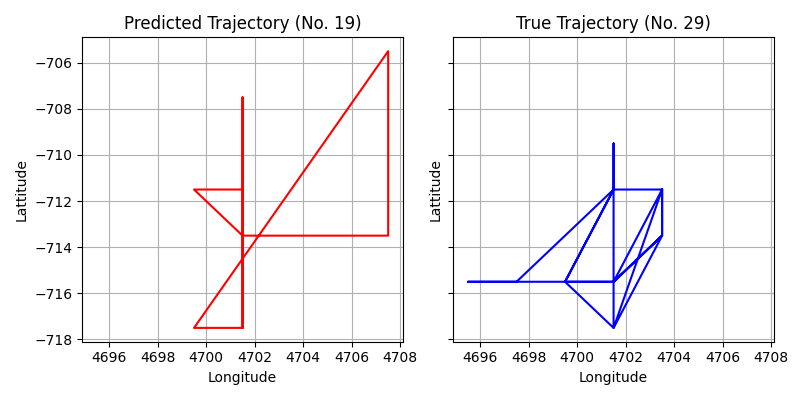 Predicted Trajectory (No. 19)
True Trajectory (No. 29)
−706
−708
−710
−712
−714
−716
−718
Lattitude
Lattitude
4696 4698 4700 4702 4704 4706 4708
4696 4698 4700 4702 4704 4706 4708
Longitude
Longitude